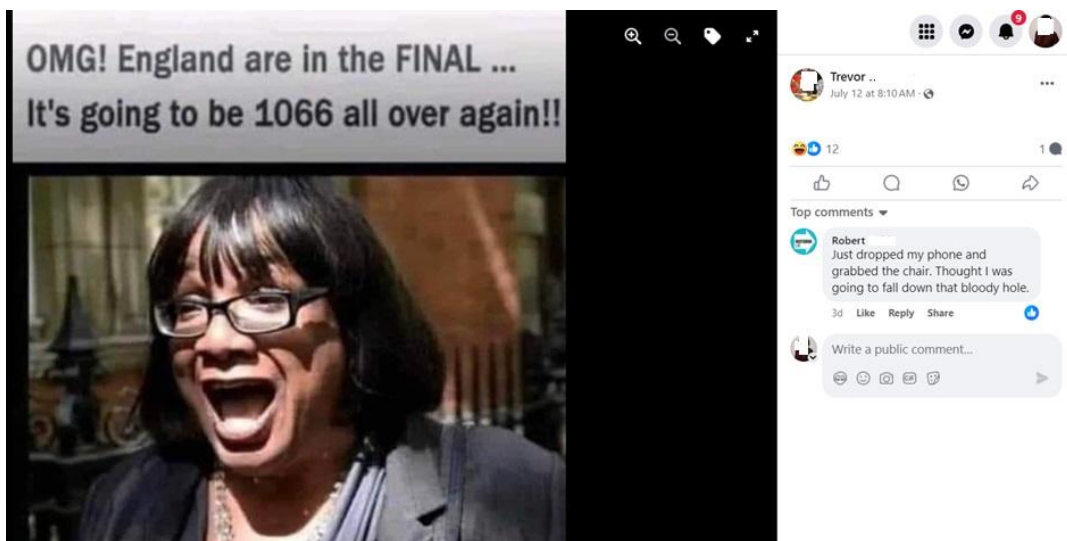 OMG! England are in the FINAL ...
It's going to be 1066 all over again!!
9
Trevor ..
July 12 at 8:10 AM ·
12
1
Top comments
Robert
Just dropped my phone and
grabbed the chair. Thought I was
going to fall down that bloody hole.
3d Like Reply Share
Write a public comment...
GIF